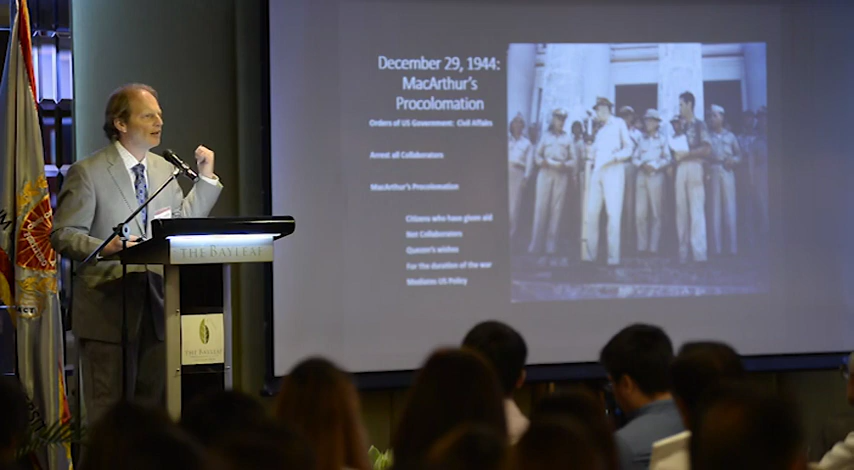 December 29, 1944:
MacArthur's
Procolomation
Orders of US Government:  Civil Affairs
Arrest all Collaborators
MacArthur's Procolomation
Citizens who have given aid
Not Collaborators
Quezon's wishes
For the duration of the war
Mediates US Policy
THE BAYLEAF
THE BAYLEAF